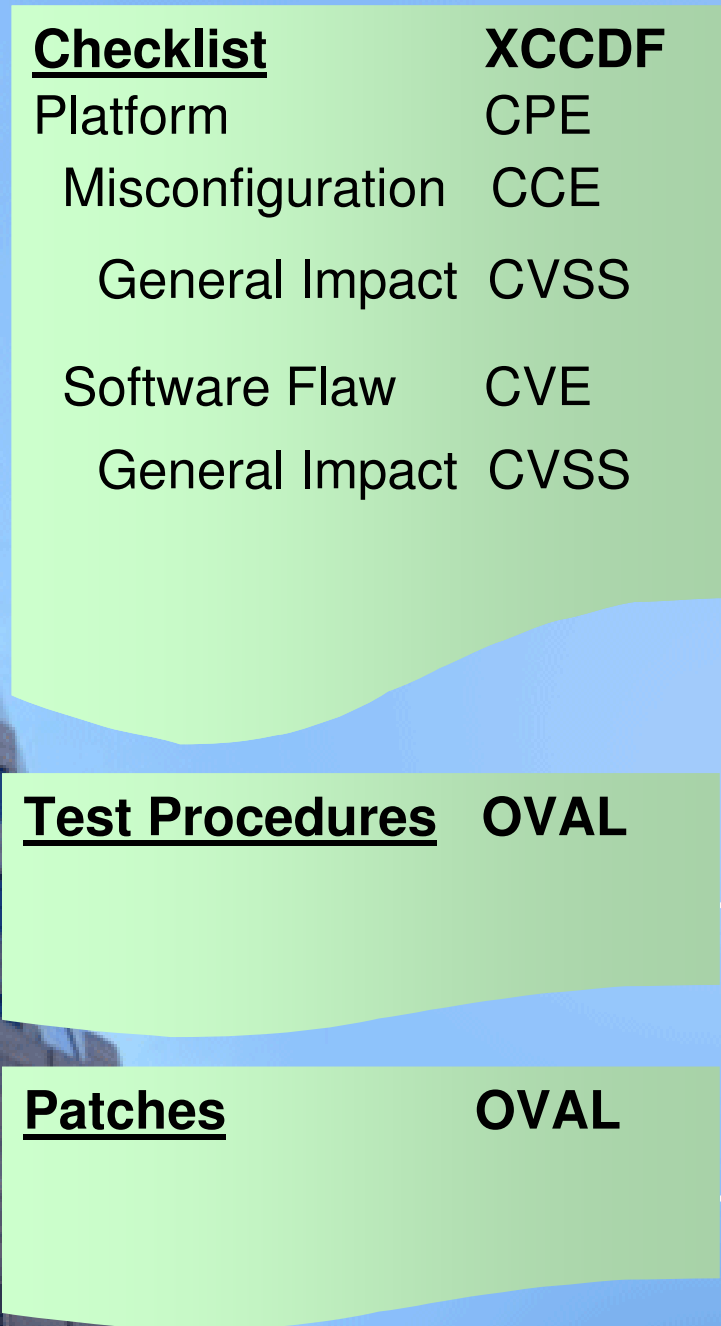 Checklist XCCDF
Platform CPE
Misconfiguration CCE
General Impact CVSS
Software Flaw CVE
General Impact CVSS
Test Procedures OVAL
Patches OVAL